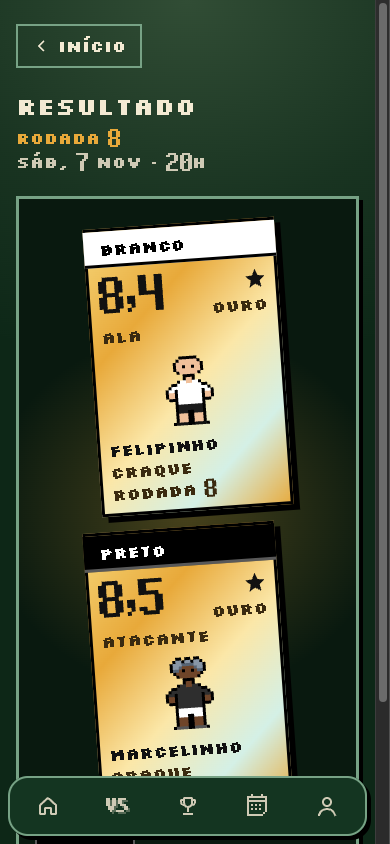 INÍCIO
RESULTADO
RODADA 8
SÁB, 7 NOV · 20H
BRANCO
8,4
OURO
ALA
FELIPINHO
CRAQUE
RODADA 8
PRETO
8,5
OURO
ATACANTE
MARCELINHO
CRAQUE
VS